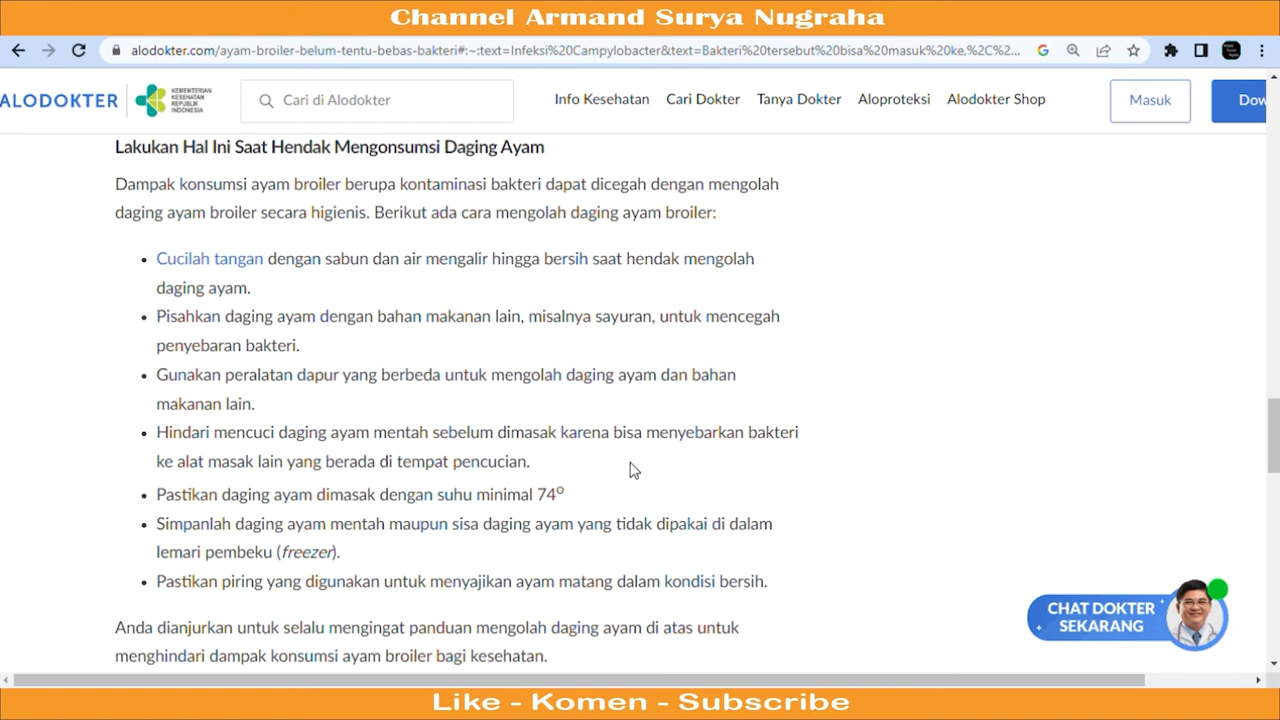 Channel Armand Surya Nugraha
alodokter.com/ayam-broiler-belum-tentu-bebas-bakteri#:~:text=Infeksi%20Campylobacter&text=Bakteri%20tersebut%20bisa%20masuk%20ke,%2C%2...
ALODOKTER
KEMENTERIAN
KESEHATAN
REPUBLIK
INDONESIA
Cari di Alodokter
Info Kesehatan
Cari Dokter
Tanya Dokter
Aloproteksi
Alodokter Shop
Masuk
Dow
Lakukan Hal Ini Saat Hendak Mengonsumsi Daging Ayam
Dampak konsumsi ayam broiler berupa kontaminasi bakteri dapat dicegah dengan mengolah
daging ayam broiler secara higienis. Berikut ada cara mengolah daging ayam broiler:
• Cucilah tangan dengan sabun dan air mengalir hingga bersih saat hendak mengolah
daging ayam.
• Pisahkan daging ayam dengan bahan makanan lain, misalnya sayuran, untuk mencegah
penyebaran bakteri.
• Gunakan peralatan dapur yang berbeda untuk mengolah daging ayam dan bahan
makanan lain.
• Hindari mencuci daging ayam mentah sebelum dimasak karena bisa menyebarkan bakteri
ke alat masak lain yang berada di tempat pencucian.
• Pastikan daging ayam dimasak dengan suhu minimal 74º
• Simpanlah daging ayam mentah maupun sisa daging ayam yang tidak dipakai di dalam
lemari pembeku (freezer).
• Pastikan piring yang digunakan untuk menyajikan ayam matang dalam kondisi bersih.
CHAT DOKTER
SEKARANG
Anda dianjurkan untuk selalu mengingat panduan mengolah daging ayam di atas untuk
menghindari dampak konsumsi ayam broiler bagi kesehatan.
Like - Komen - Subscribe